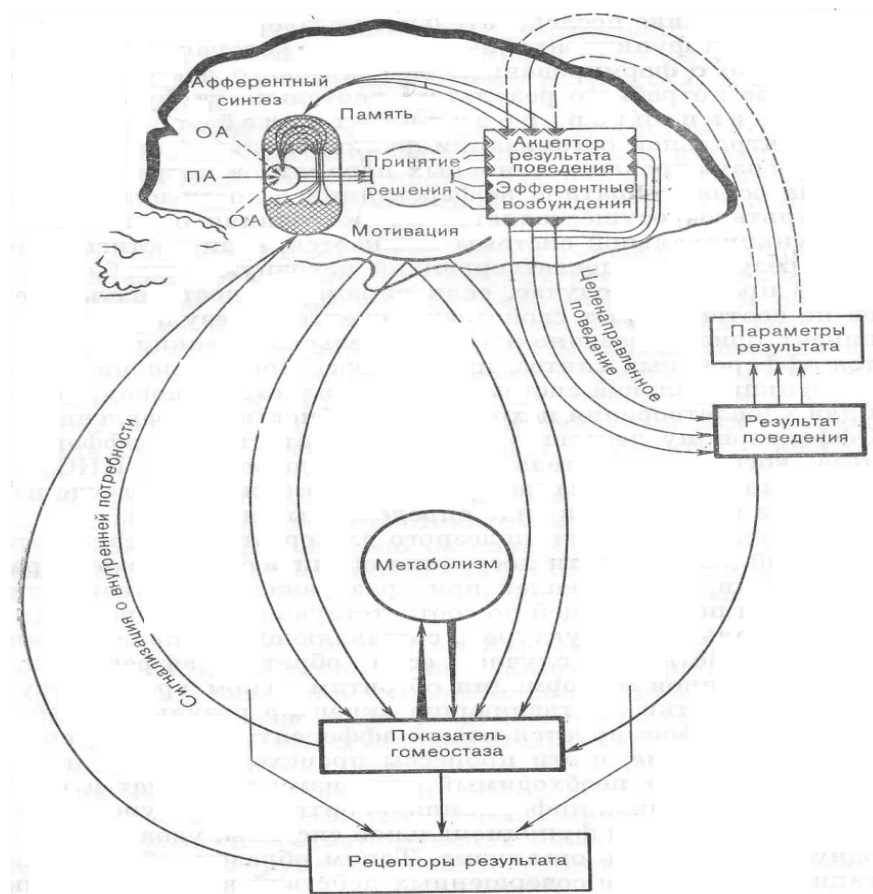 Афферентный
синтез
Память
ОА
ПА
ОА
Принятие
решения
Мотивация
Акцептор
результата
поведения
Эфферентные
возбуждения
Целенаправленное
поведение
Параметры
результата
Результат
поведения
Сигнализация о внутренней потребности
Метаболизм
Показатель
гомеостаза
Рецепторы результата